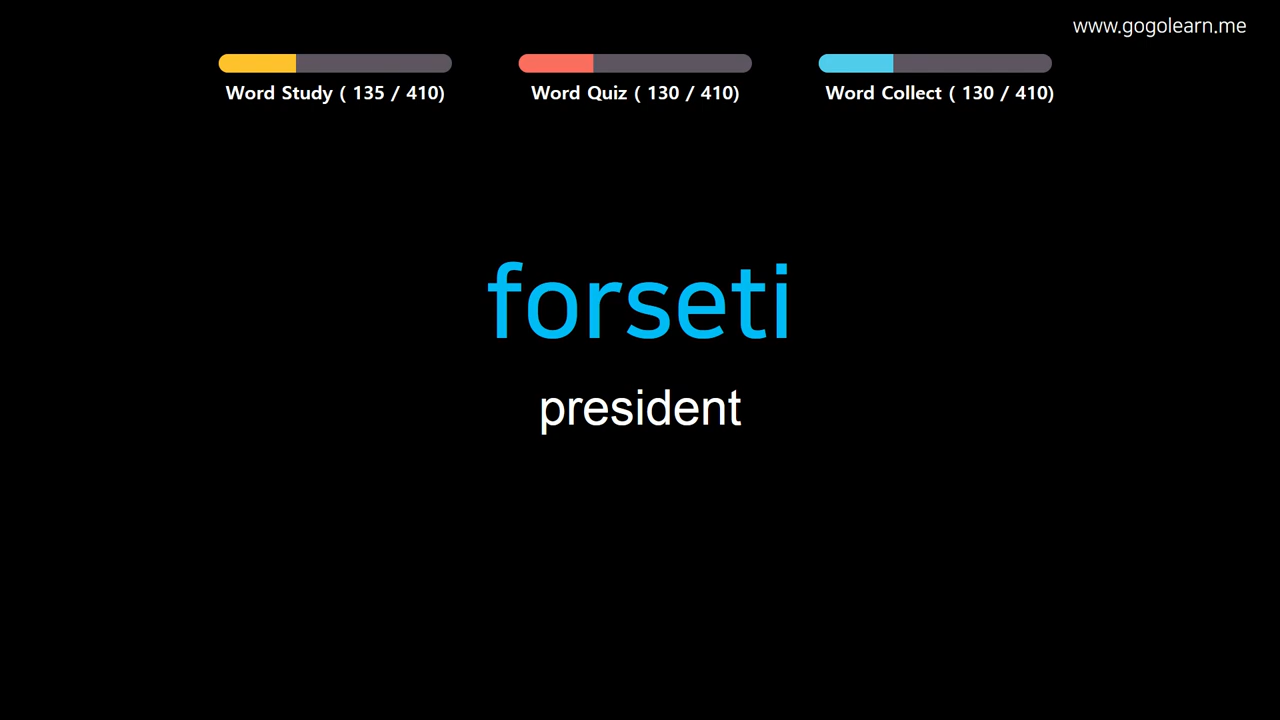 www.gogolearn.me
Word Study ( 135 / 410)
Word Quiz ( 130 / 410)
Word Collect ( 130 / 410)
forseti
president